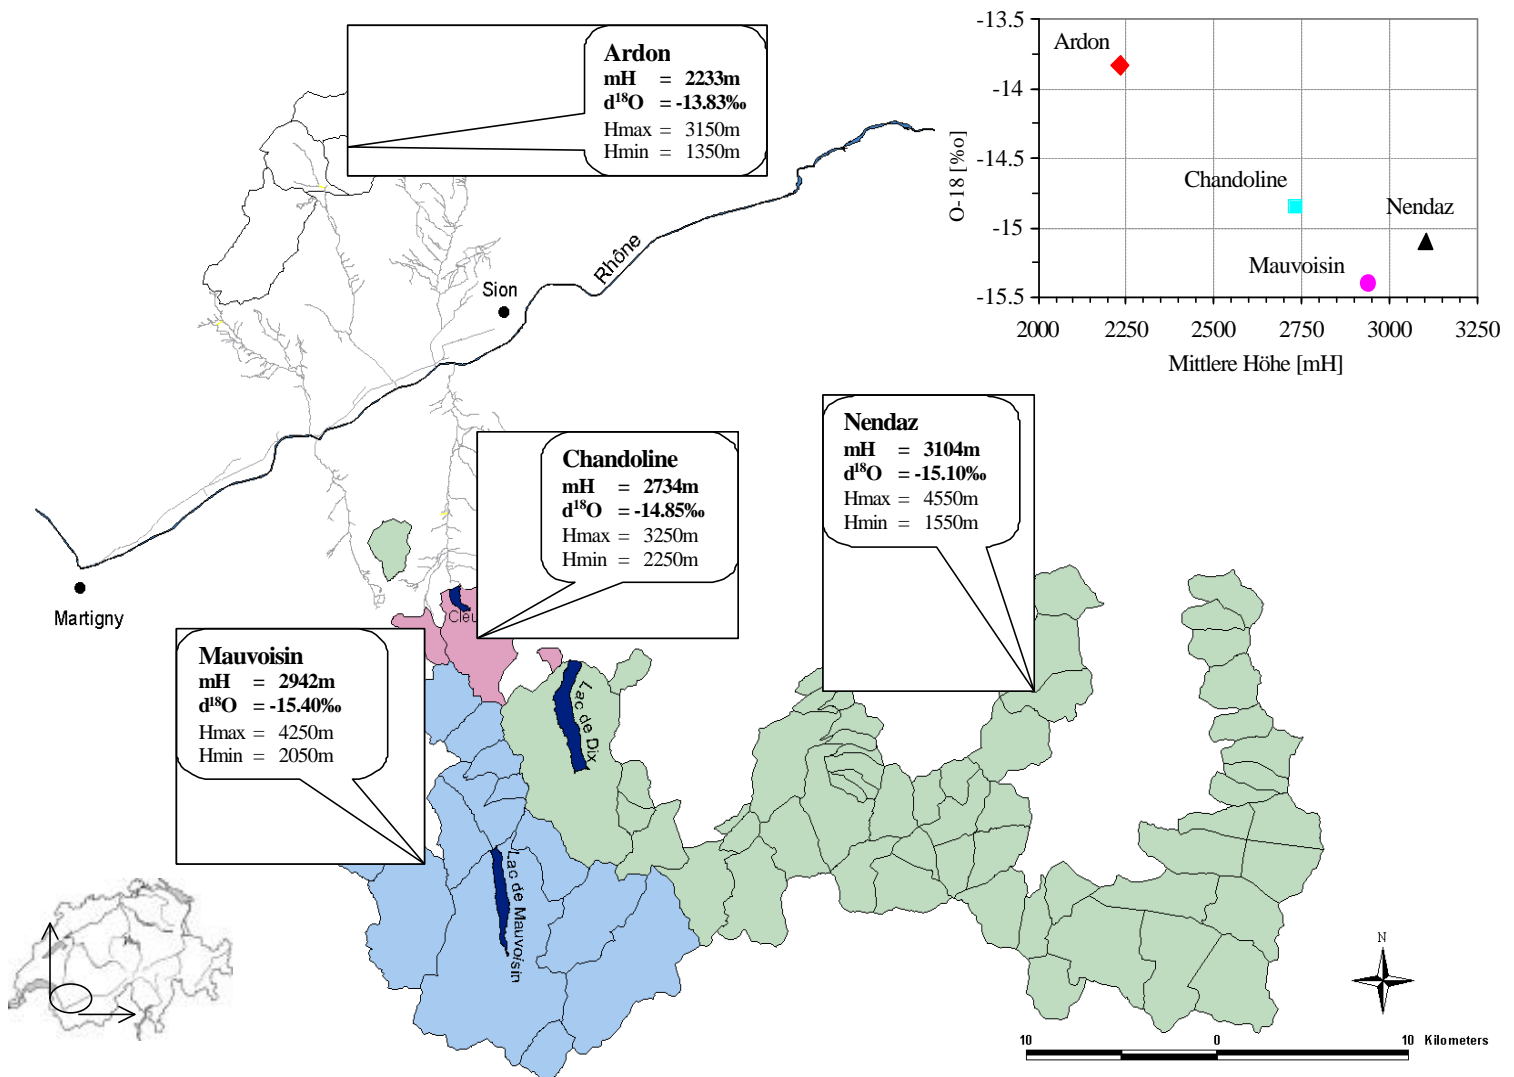 Ardon
mH = 2233m
d¹⁸O = -13.83‰
Hmax = 3150m
Hmin = 1350m
-13.5
-14
-14.5
-15
-15.5
O-18 [%o]
Ardon
Chandoline
Nendaz
Mauvoisin
2000 2250 2500 2750 3000 3250
Mittlere Höhe [mH]
Rhône
Sion
Martigny
Chandoline
mH = 2734m
d¹⁸O = -14.85‰
Hmax = 3250m
Hmin = 2250m
Nendaz
mH = 3104m
d¹⁸O = -15.10‰
Hmax = 4550m
Hmin = 1550m
Cleu
Mauvoisin
mH = 2942m
d¹⁸O = -15.40‰
Hmax = 4250m
Hmin = 2050m
Lac de Dix
Lac de Mauvoisin
N
10 0 10 Kilometers